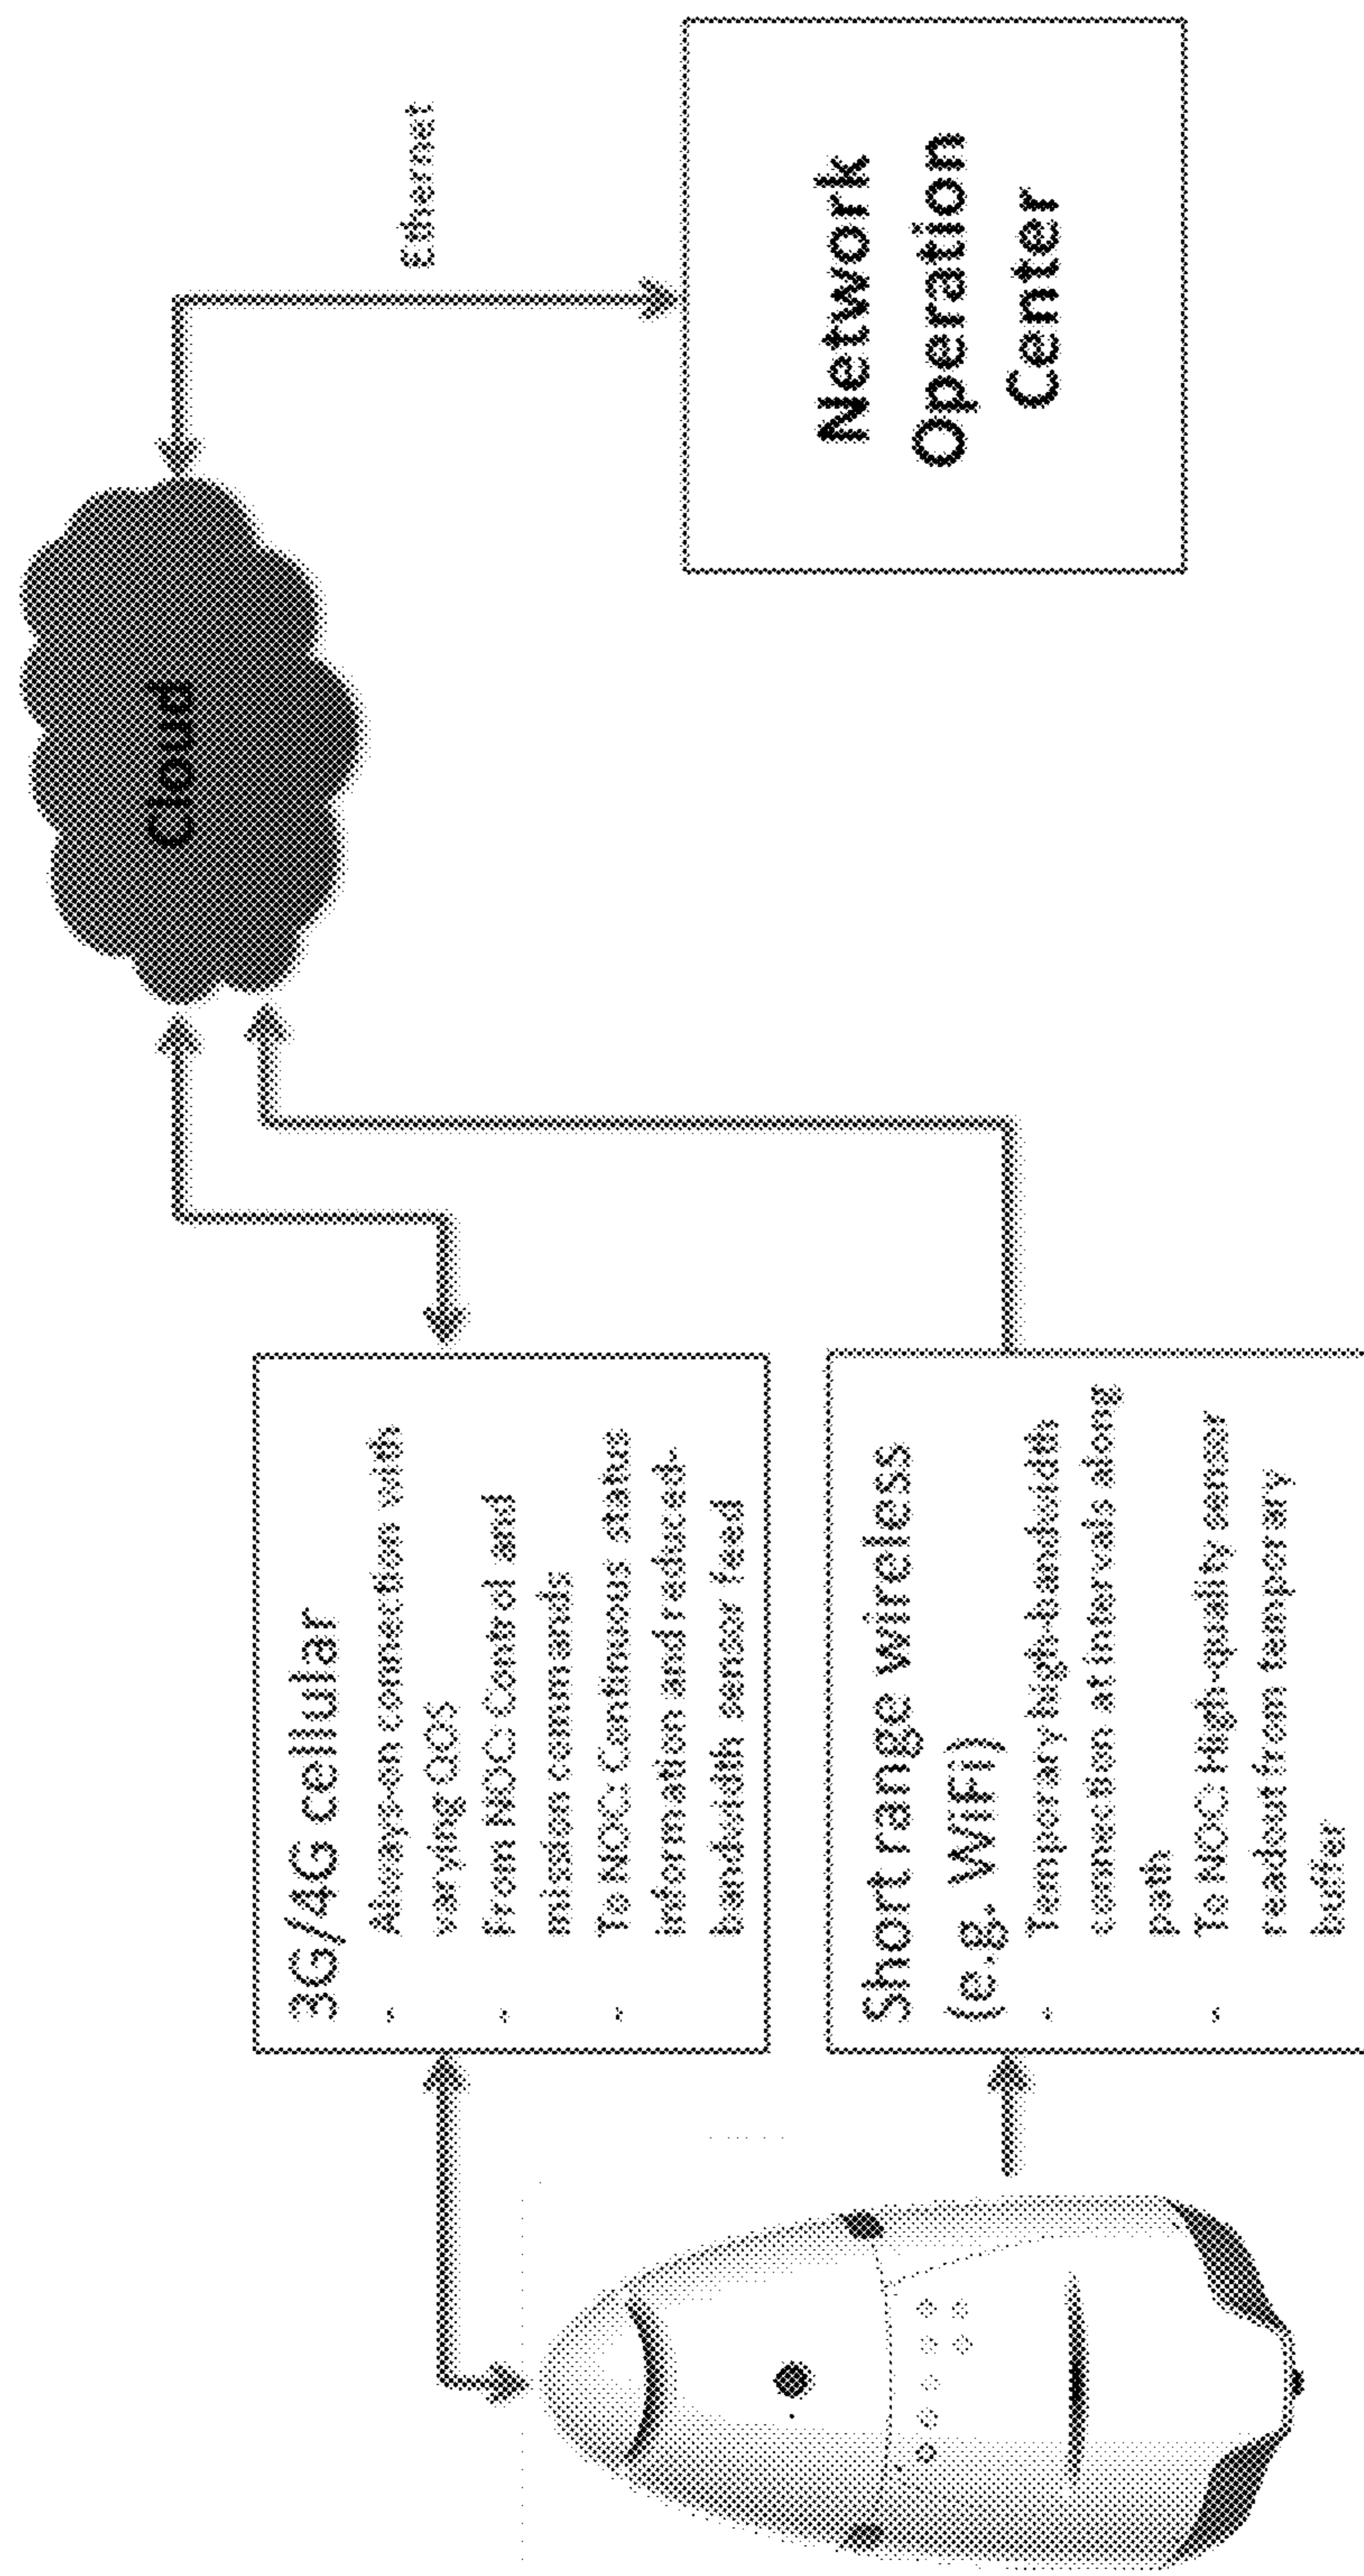 Cloud
Ethernet
Network
Operation
Center
3G/4G cellular
- Always-on connection with
varying QOS
- From NOC: Control and
mission commands
- To NOC: Continuous status
information and reduced-
bandwidth sensor feed
Short range wireless
(e.g. WiFi)
- Temporary high-bandwidth
connection at intervals along
path
- To NOC: High-quality sensor
readout from temporary
buffer